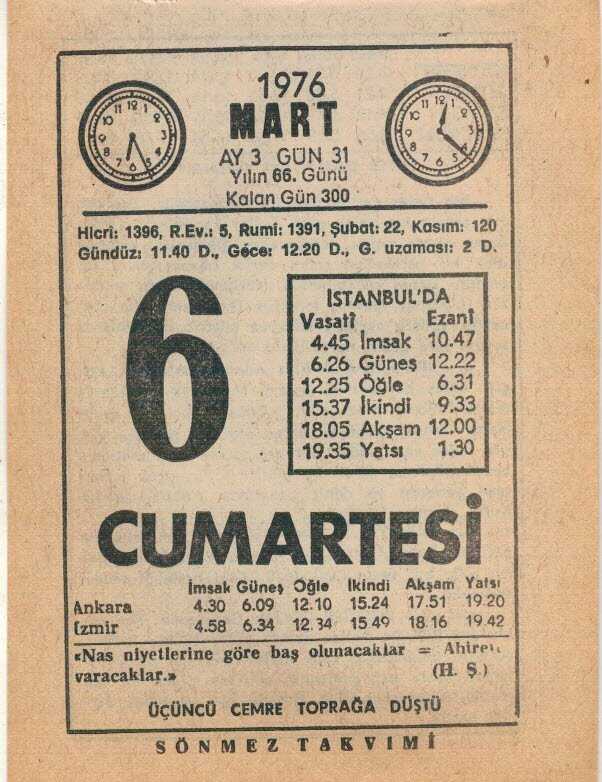 1976
MART
AY 3 GÜN 31
Yılın 66. Günü
Kalan Gün 300
Hicri: 1396, R.Ev.: 5, Rumi: 1391, Şubat: 22, Kasım: 120
Gündüz: 11.40 D., Gece: 12.20 D., G. uzaması: 2 D.
6
İSTANBUL'DA
Vasatî Ezanî
4.45 İmsak 10.47
6.26 Güneş 12.22
12.25 Öğle 6.31
15.37 İkindi 9.33
18.05 Akşam 12.00
19.35 Yatsı 1.30
CUMARTESİ
İmsak Güneş Öğle İkindi Akşam Yatsı
Ankara 4.30 6.09 12.10 15.24 17.51 19.20
İzmir 4.58 6.34 12.34 15 49 18 16 19.42
«Nas niyetlerine göre baş olunacaklar = Ahirete
varacaklar.» (H. Ş.)
ÜÇÜNCÜ CEMRE TOPRAĞA DÜŞTÜ
SÖNMEZ TAKVİMİ